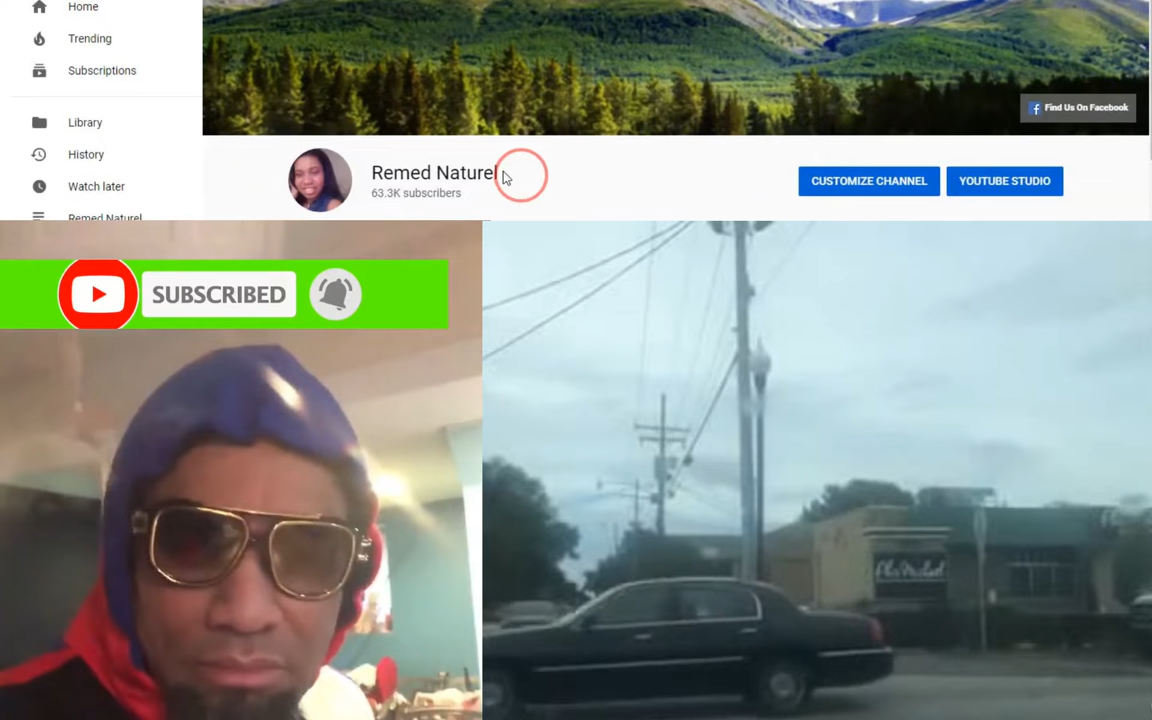 Home
Trending
Subscriptions
Library
History
Watch later
Remed Naturel
Find Us On Facebook
Remed Naturel
63.3K subscribers
CUSTOMIZE CHANNEL
YOUTUBE STUDIO
SUBSCRIBED